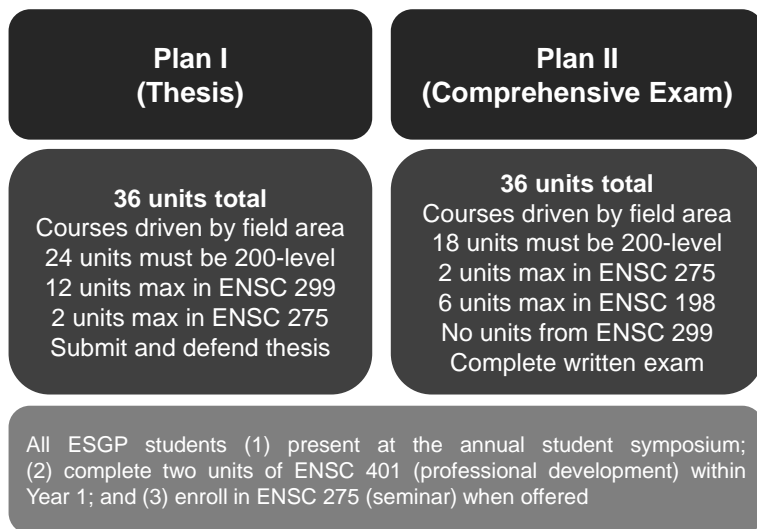 Plan I
(Thesis)
36 units total
Courses driven by field area
24 units must be 200-level
12 units max in ENSC 299
2 units max in ENSC 275
Submit and defend thesis
Plan II
(Comprehensive Exam)
36 units total
Courses driven by field area
18 units must be 200-level
2 units max in ENSC 275
6 units max in ENSC 198
No units from ENSC 299
Complete written exam
All ESGP students (1) present at the annual student symposium;
(2) complete two units of ENSC 401 (professional development) within
Year 1; and (3) enroll in ENSC 275 (seminar) when offered